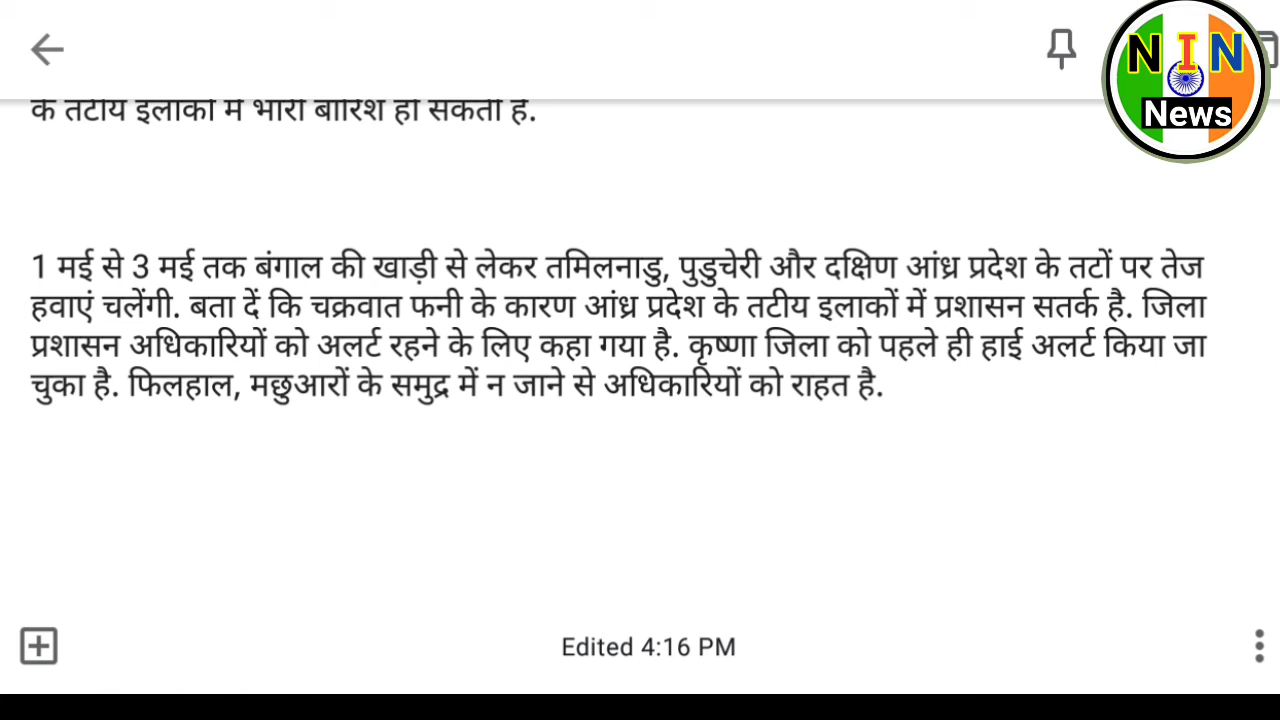 NIN
News
के तटीय इलाकों में भारी बारिश हो सकती है.
1 मई से 3 मई तक बंगाल की खाड़ी से लेकर तमिलनाडु, पुडुचेरी और दक्षिण आंध्र प्रदेश के तटों पर तेज
हवाएं चलेंगी. बता दें कि चक्रवात फनी के कारण आंध्र प्रदेश के तटीय इलाकों में प्रशासन सतर्क है. जिला
प्रशासन अधिकारियों को अलर्ट रहने के लिए कहा गया है. कृष्णा जिला को पहले ही हाई अलर्ट किया जा
चुका है. फिलहाल, मछुआरों के समुद्र में न जाने से अधिकारियों को राहत है.
Edited 4:16 PM